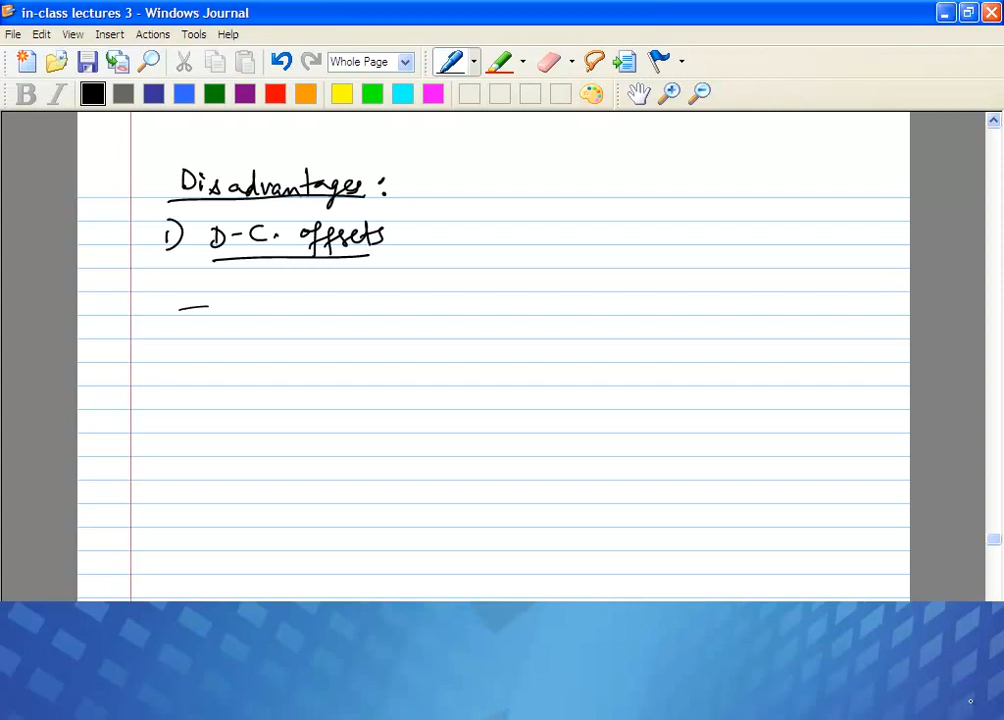 in-class lectures 3 - Windows Journal
File Edit View Insert Actions Tools Help
Whole Page
B I
Disadvantages :
1) D-C. offsets